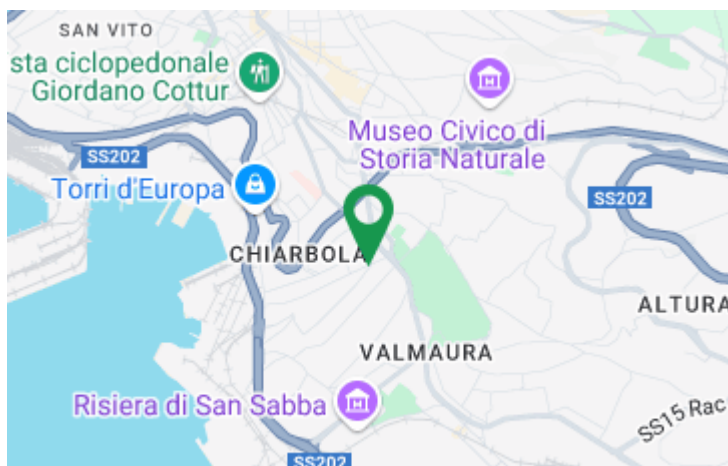 SAN VITO
sta ciclopedonale
Giordano Cottur
Museo Civico di
Storia Naturale
SS202
Torri d'Europa
SS202
CHIARBOLA
ALTURA
VALMAURA
Risiera di San Sabba
SS15 Rac
SS202